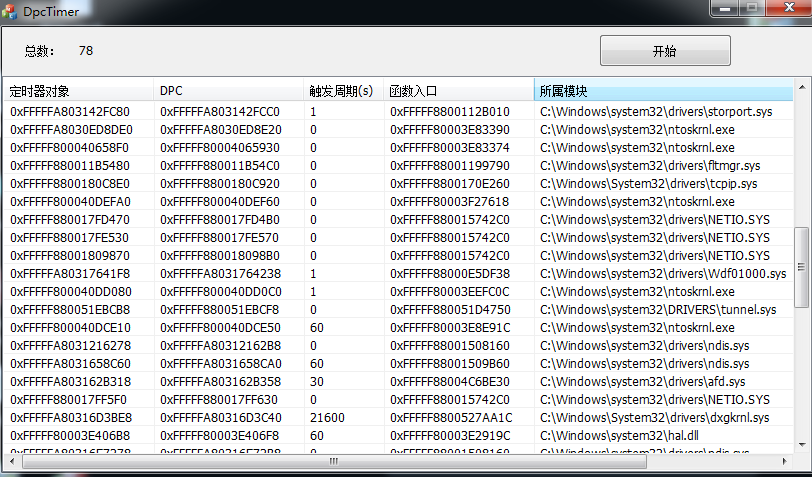 DpcTimer
总数： 78 开始
定时器对象 DPC 触发周期(s) 函数入口 所属模块
0xFFFFFA803142FC80 0xFFFFFA803142FCC0 1 0xFFFFF8800112B010 C:\Windows\system32\drivers\storport.sys
0xFFFFFA8030ED8DE0 0xFFFFFA8030ED8E20 0 0xFFFFF80003E83390 C:\Windows\system32\ntoskrnl.exe
0xFFFFF800040658F0 0xFFFFF80004065930 0 0xFFFFF80003E83374 C:\Windows\system32\ntoskrnl.exe
0xFFFFF880011B5480 0xFFFFF880011B54C0 0 0xFFFFF88001199790 C:\Windows\system32\drivers\fltmgr.sys
0xFFFFF8800180C8E0 0xFFFFF8800180C920 0 0xFFFFF8800170E260 C:\Windows\System32\drivers\tcpip.sys
0xFFFFF800040DEFA0 0xFFFFF800040DEF60 0 0xFFFFF80003F27618 C:\Windows\system32\ntoskrnl.exe
0xFFFFF880017FD470 0xFFFFF880017FD4B0 0 0xFFFFF880015742C0 C:\Windows\system32\drivers\NETIO.SYS
0xFFFFF880017FE530 0xFFFFF880017FE570 0 0xFFFFF880015742C0 C:\Windows\system32\drivers\NETIO.SYS
0xFFFFF88001809870 0xFFFFF880018098B0 0 0xFFFFF880015742C0 C:\Windows\system32\drivers\NETIO.SYS
0xFFFFFA80317641F8 0xFFFFFA8031764238 1 0xFFFFF88000E5DF38 C:\Windows\system32\drivers\Wdf01000.sys
0xFFFFF800040DD080 0xFFFFF800040DD0C0 1 0xFFFFF80003EEFC0C C:\Windows\system32\ntoskrnl.exe
0xFFFFF880051EBCB8 0xFFFFF880051EBCF8 0 0xFFFFF880051D4750 C:\Windows\system32\DRIVERS\tunnel.sys
0xFFFFF800040DCE10 0xFFFFF800040DCE50 60 0xFFFFF80003E8E91C C:\Windows\system32\ntoskrnl.exe
0xFFFFFA8031216278 0xFFFFFA80312162B8 0 0xFFFFF88001508160 C:\Windows\system32\drivers\ndis.sys
0xFFFFFA8031658C60 0xFFFFFA8031658CA0 60 0xFFFFF88001509B60 C:\Windows\system32\drivers\ndis.sys
0xFFFFFA803162B318 0xFFFFFA803162B358 30 0xFFFFF88004C6BE30 C:\Windows\system32\drivers\afd.sys
0xFFFFF880017FF5F0 0xFFFFF880017FF630 0 0xFFFFF880015742C0 C:\Windows\system32\drivers\NETIO.SYS
0xFFFFFA80316D3BE8 0xFFFFFA80316D3C40 21600 0xFFFFF8800527AA1C C:\Windows\System32\drivers\dxgkrnl.sys
0xFFFFF80003E406B8 0xFFFFF80003E406F8 60 0xFFFFF80003E2919C C:\Windows\system32\hal.dll
0xFFFFF88001508160 C:\Windows\system32\drivers\ndis.sys